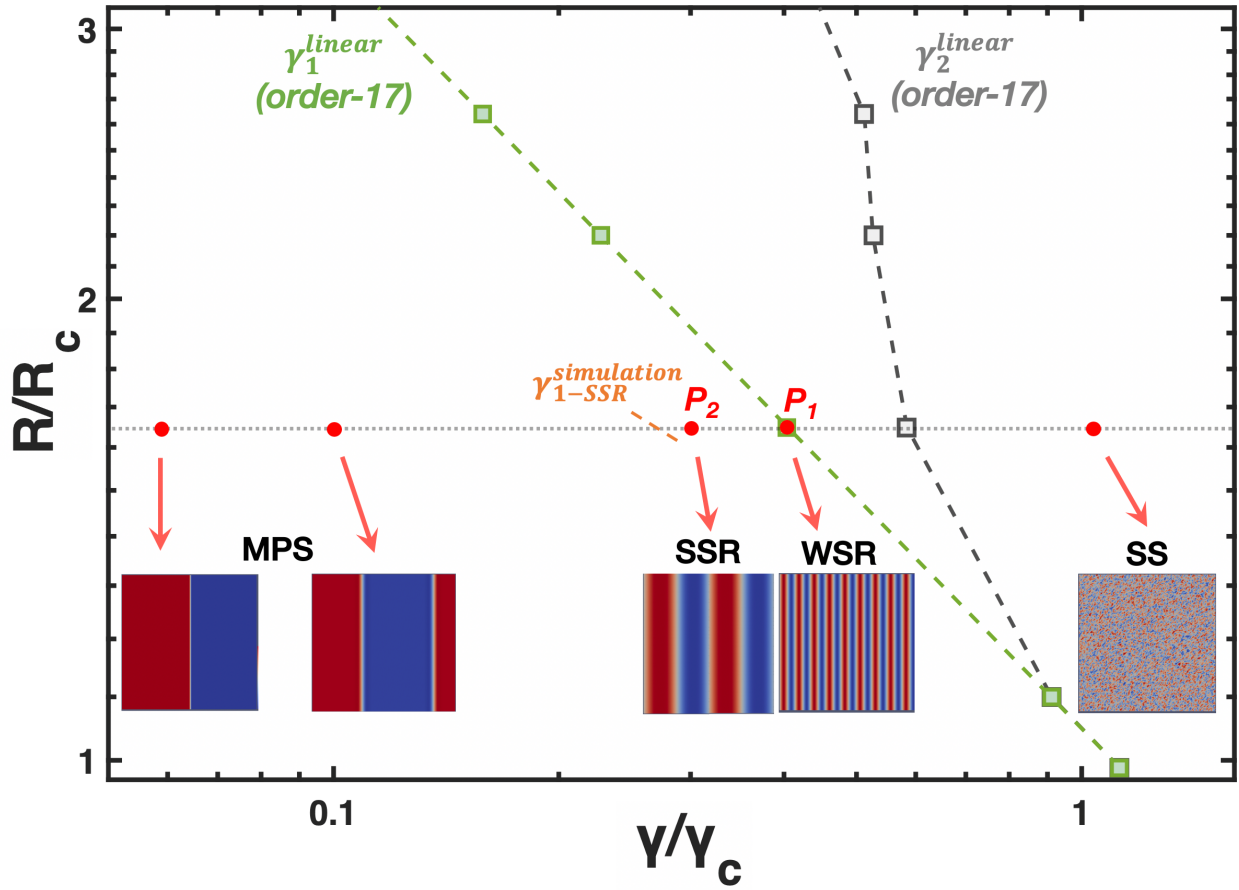 3
γ₁^linear
(order-17)
γ₂^linear
(order-17)
2
R/R_c
γ_1-SSR^simulation
P₂
P₁
MPS
SSR
WSR
SS
1
0.1
1
γ/γ_c